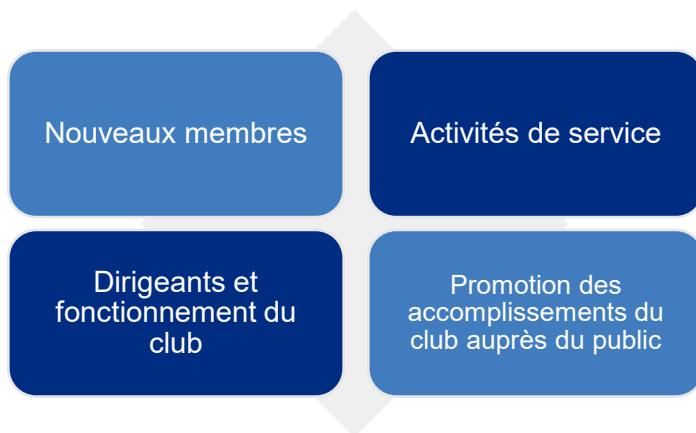 Nouveaux membres
Activités de service
Dirigeants et
fonctionnement du
club
Promotion des
accomplissements du
club auprès du public